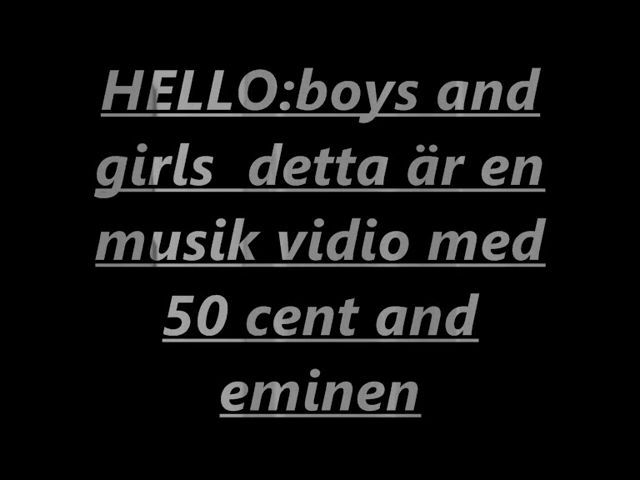 HELLO:boys and
girls  detta är en
musik vidio med
50 cent and
eminen